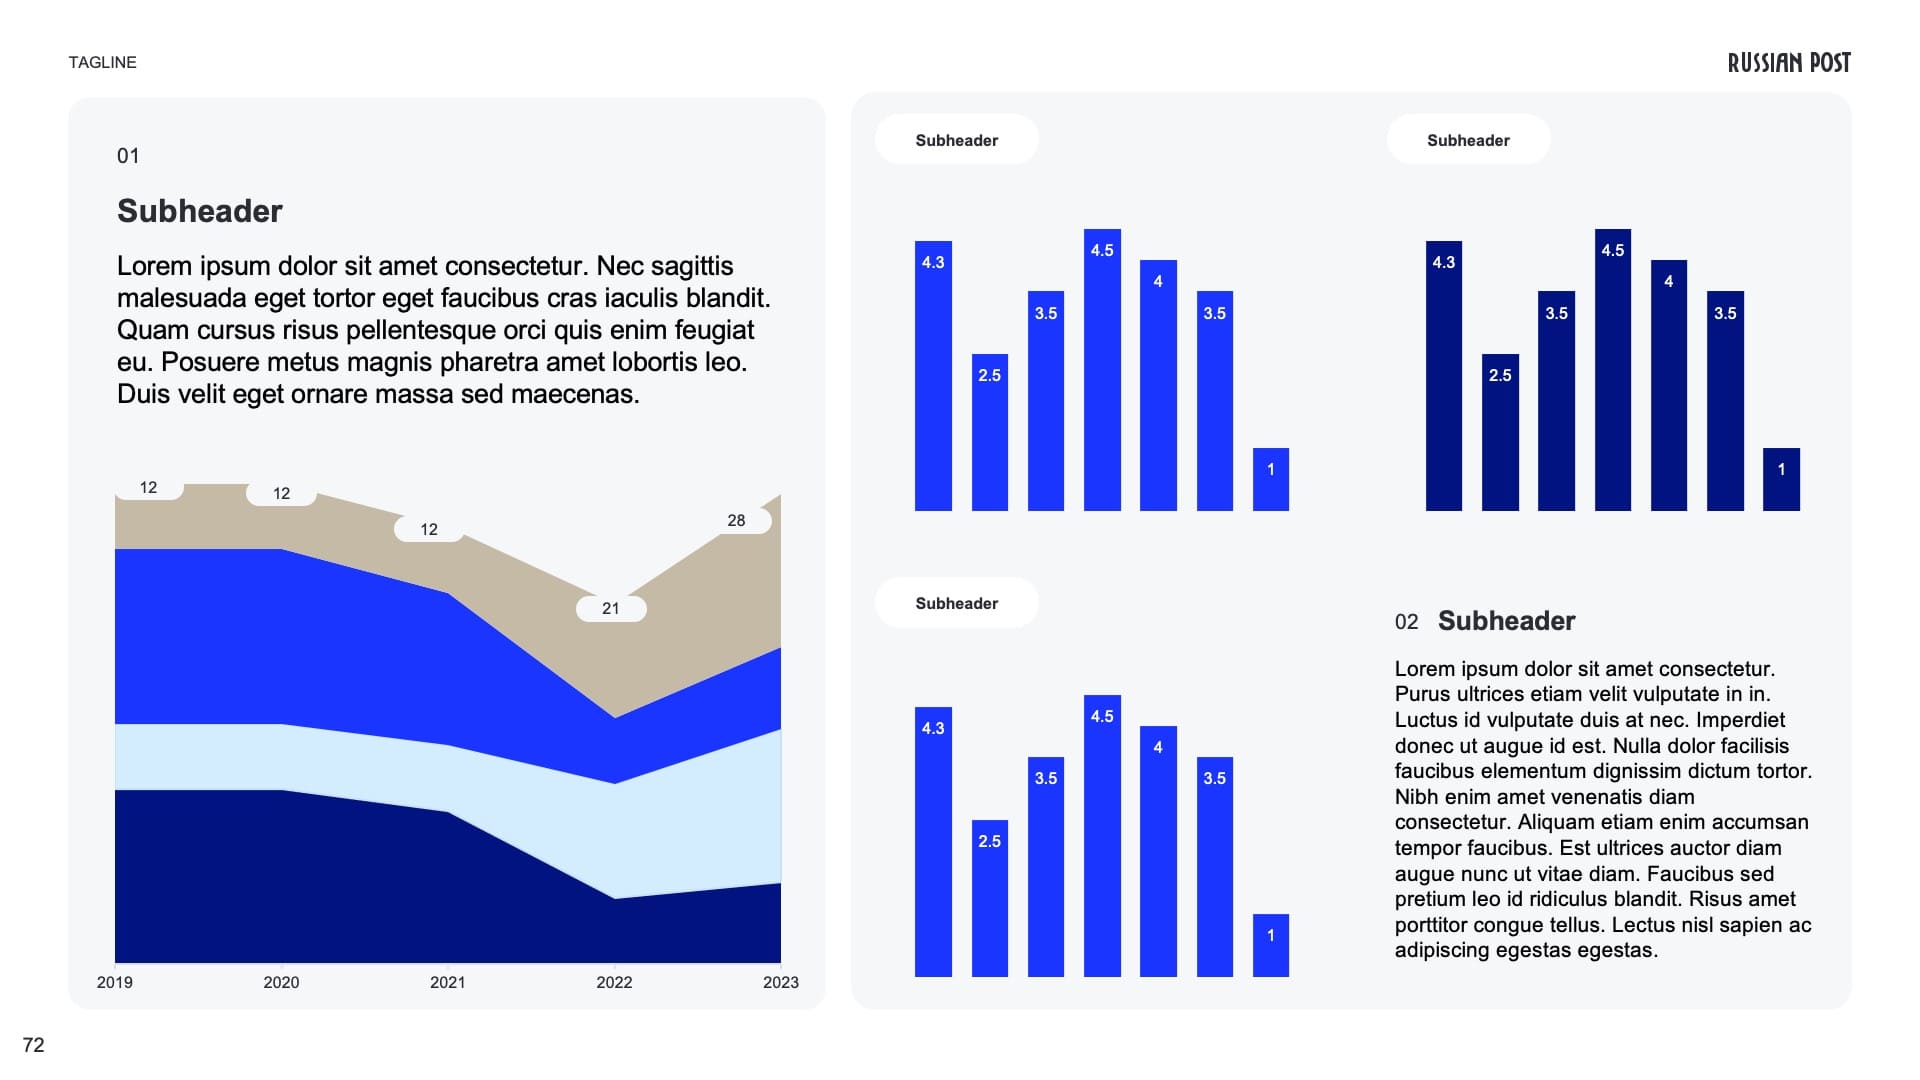 TAGLINE
RUSSIAN POST
01
Subheader
Lorem ipsum dolor sit amet consectetur. Nec sagittis
malesuada eget tortor eget faucibus cras iaculis blandit.
Quam cursus risus pellentesque orci quis enim feugiat
eu. Posuere metus magnis pharetra amet lobortis leo.
Duis velit eget ornare massa sed maecenas.
12
12
12
21
28
2019
2020
2021
2022
2023
Subheader
4.3
2.5
3.5
4.5
4
3.5
1
Subheader
4.3
2.5
3.5
4.5
4
3.5
1
Subheader
4.3
2.5
3.5
4.5
4
3.5
1
02 Subheader
Lorem ipsum dolor sit amet consectetur.
Purus ultrices etiam velit vulputate in in.
Luctus id vulputate duis at nec. Imperdiet
donec ut augue id est. Nulla dolor facilisis
faucibus elementum dignissim dictum tortor.
Nibh enim amet venenatis diam
consectetur. Aliquam etiam enim accumsan
tempor faucibus. Est ultrices auctor diam
augue nunc ut vitae diam. Faucibus sed
pretium leo id ridiculus blandit. Risus amet
porttitor congue tellus. Lectus nisl sapien ac
adipiscing egestas egestas.
72